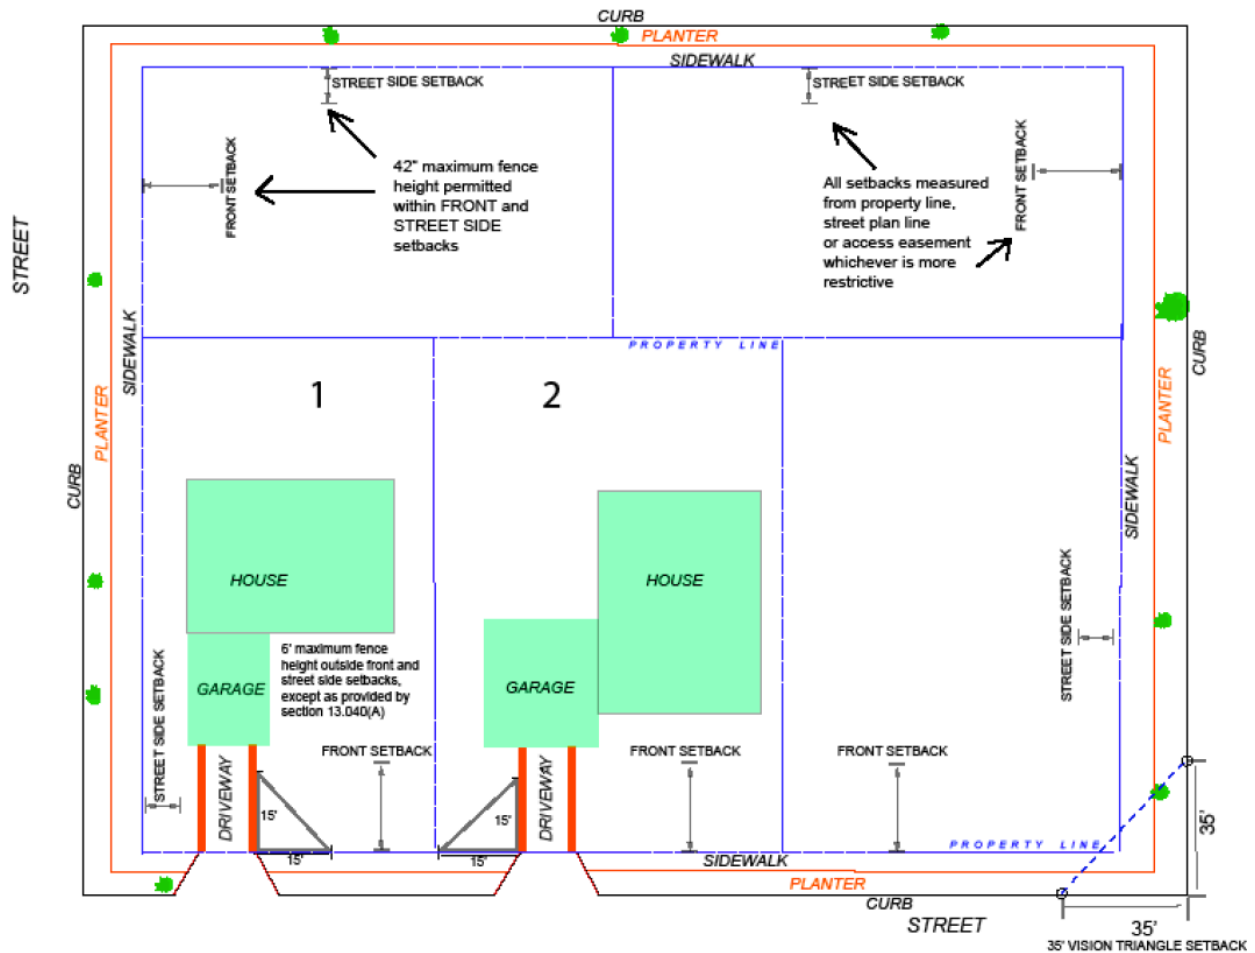 CURB
PLANTER
SIDEWALK
STREET SIDE SETBACK
STREET SIDE SETBACK
FRONT SETBACK
42" maximum fence
height permitted
within FRONT and
STREET SIDE
setbacks
All setbacks measured
from property line,
street plan line
or access easement
whichever is more
restrictive
FRONT SETBACK
STREET
SIDEWALK
PLANTER
CURB
PROPERTY LINE
CURB
PLANTER
SIDEWALK
1
2
HOUSE
HOUSE
6' maximum fence
height outside front and
street side setbacks,
except as provided by
section 13.040(A)
GARAGE
GARAGE
STREET SIDE SETBACK
STREET SIDE SETBACK
FRONT SETBACK
FRONT SETBACK
FRONT SETBACK
DRIVEWAY
15'
15'
15'
DRIVEWAY
15'
PROPERTY LINE
35'
SIDEWALK
PLANTER
CURB
STREET
35'
35' VISION TRIANGLE SETBACK